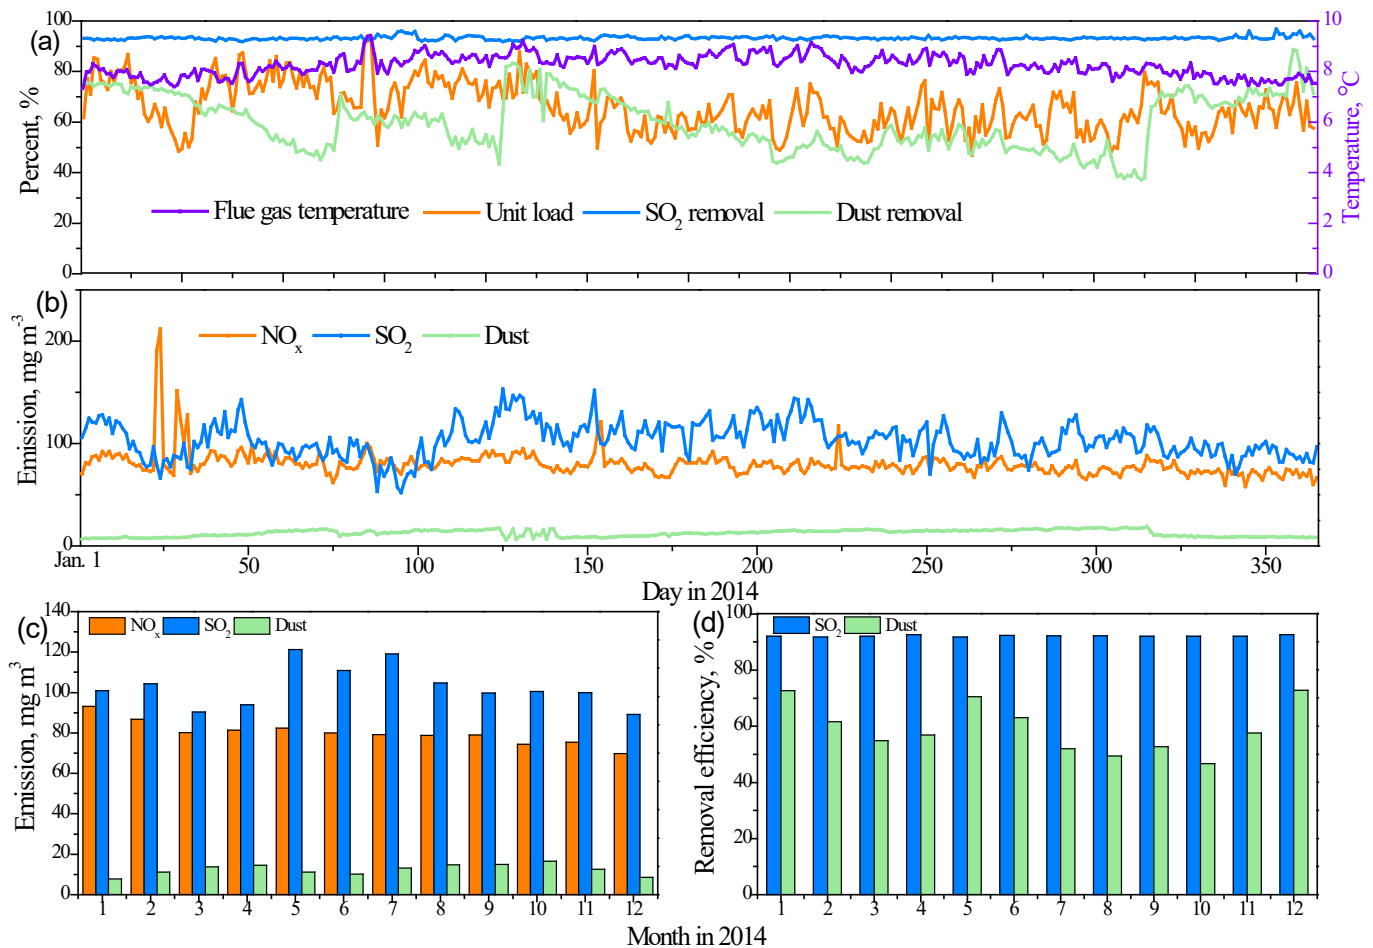 (a)
Percent, %
100
80
60
40
20
0
10
8
6
4
2
0
Temperature, °C
Flue gas temperature Unit load SO₂ removal Dust removal
(b)
Emission, mg m⁻³
200
100
50
0
NOₓ SO₂ Dust
Jan. 1 50 100 150 200 250 300 350
Day in 2014
(c)
Emission, mg m³
140
120
100
80
60
40
20
0
NOₓ SO₂ Dust
1 2 3 4 5 6 7 8 9 10 11 12
(d)
Removal efficiency, %
100
80
60
40
20
0
SO₂ Dust
1 2 3 4 5 6 7 8 9 10 11 12
Month in 2014